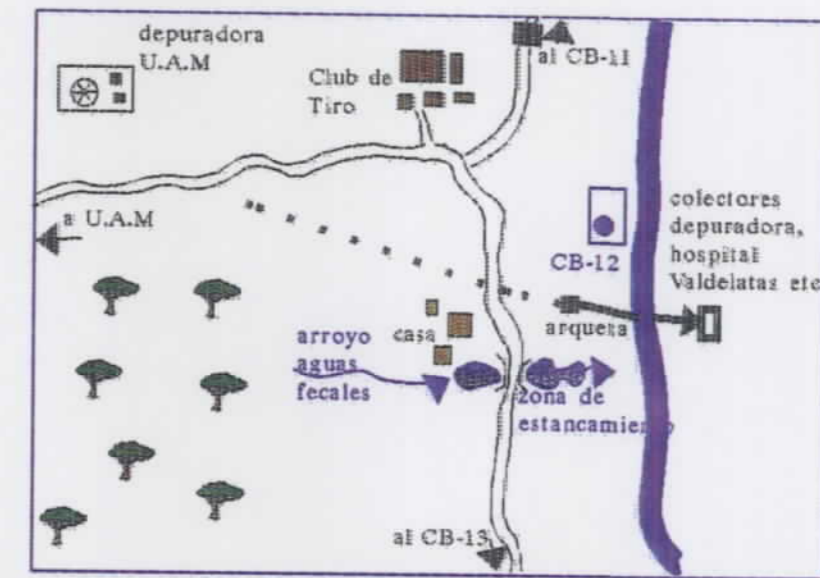 depuradora
U.A.M
Club de
Tiro
al CB-11
a U.A.M
colectores
depuradora,
hospital
Valdelatas etc
CB-12
arqueta
casa
arroyo
aguas
fecales
zona de
estancamiento
al CB-13